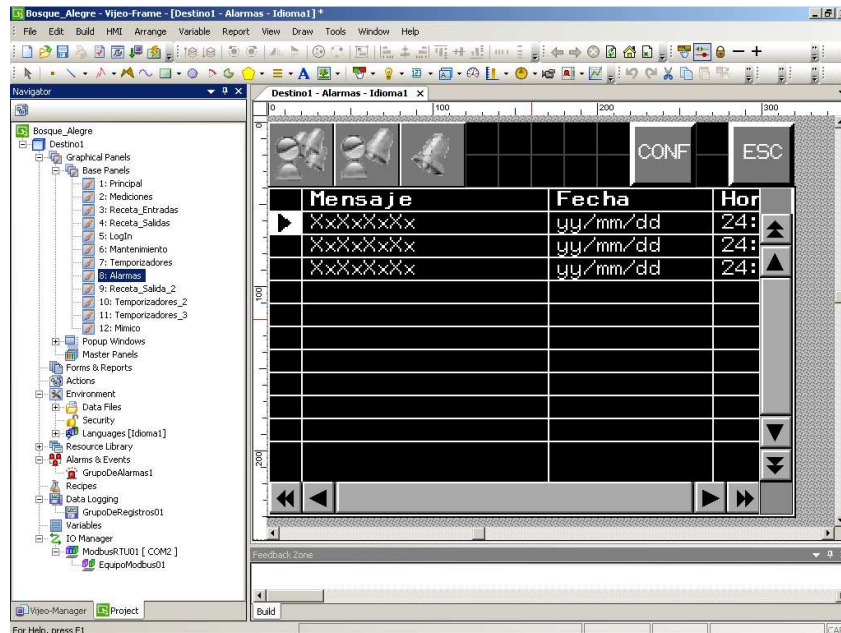 Bosque_Alegre - Vijeo-Frame - [Destino1 - Alarmas - Idioma1] *
File Edit Build HMI Arrange Variable Report View Draw Tools Window Help
Navigator
Destino1 - Alarmas - Idioma1 x
0 100 200 300
Bosque_Alegre
Destino1
Graphical Panels
Base Panels
1: Principal
2: Mediciones
3: Receta_Entradas
4: Receta_Salidas
5: LogIn
6: Mantenimiento
7: Temporizadores
8: Alarmas
9: Receta_Salida_2
10: Temporizadores_2
11: Temporizadores_3
12: Mimico
Popup Windows
Master Panels
Forms & Reports
Actions
Environment
Data Files
Security
Languages [Idioma1]
Resource Library
Alarms & Events
GrupoDeAlarmas1
Recipes
Data Logging
GrupoDeRegistros01
Variables
IO Manager
ModbusRTU01 [ COM2 ]
EquipoModbus01
Vijeo-Manager Project
0
100
200
CONF ESC
Mensaje Fecha Hor
XxXxXxXx yy/mm/dd 24:
XxXxXxXx yy/mm/dd 24:
XxXxXxXx yy/mm/dd 24:
Feedback Zone
Build
For Help, press F1